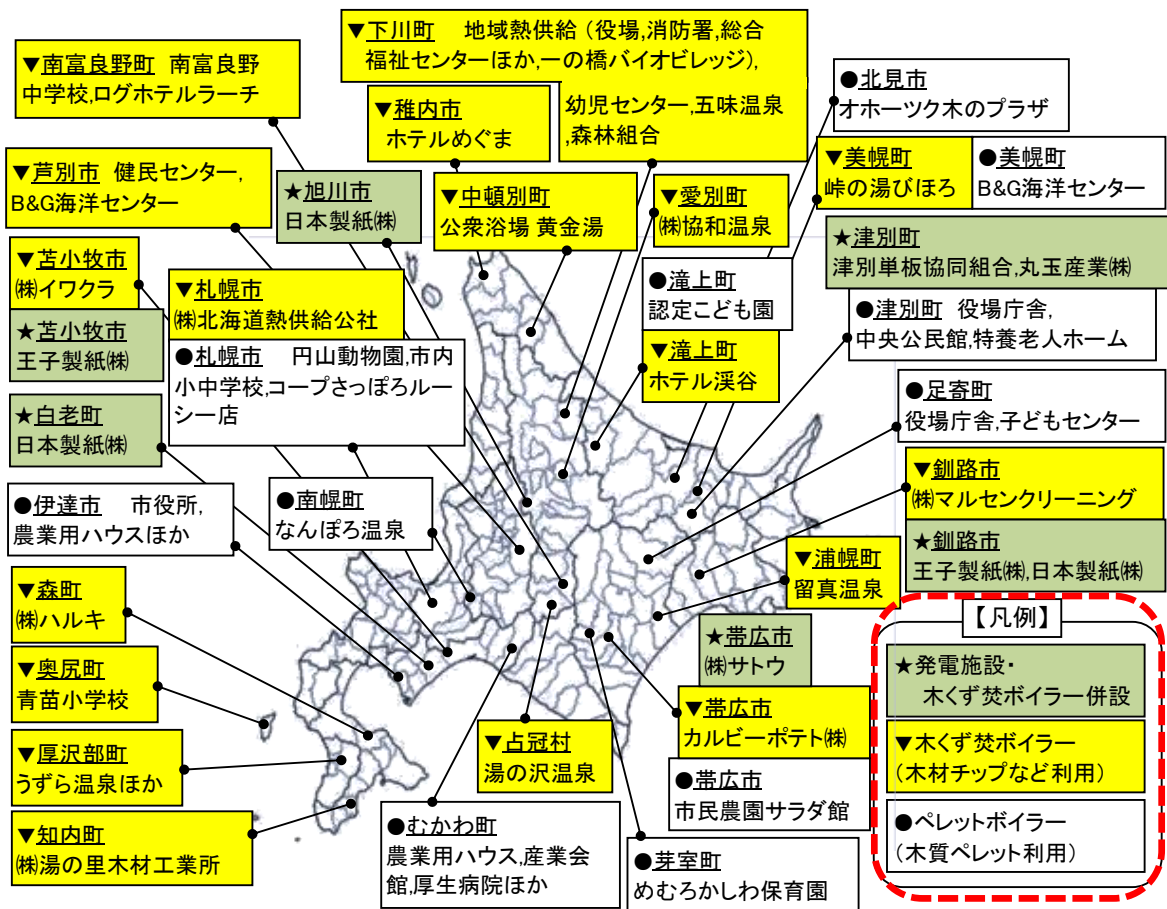 ▼南富良野町 南富良野
中学校,ログホテルラーチ
▼下川町 地域熱供給（役場,消防署,総合
福祉センターほか,一の橋バイオビレッジ),
幼児センター,五味温泉
,森林組合
▼稚内市
ホテルめぐま
●北見市
オホーツク木のプラザ
▼芦別市 健民センター,
B&G海洋センター
★旭川市
日本製紙㈱
▼中頓別町
公衆浴場 黄金湯
▼愛別町
㈱協和温泉
▼美幌町
峠の湯びほろ
●美幌町
B&G海洋センター
▼苫小牧市
㈱イワクラ
★苫小牧市
王子製紙㈱
▼札幌市
㈱北海道熱供給公社
●札幌市 円山動物園,市内
小中学校,コープさっぽろルー
シー店
●滝上町
認定こども園
▼滝上町
ホテル渓谷
★津別町
津別単板協同組合,丸玉産業㈱
●津別町 役場庁舎,
中央公民館,特養老人ホーム
★白老町
日本製紙㈱
●足寄町
役場庁舎,子どもセンター
●伊達市 市役所,
農業用ハウスほか
●南幌町
なんぽろ温泉
▼釧路市
㈱マルセンクリーニング
★釧路市
王子製紙㈱,日本製紙㈱
▼浦幌町
留真温泉
▼森町
㈱ハルキ
▼奥尻町
青苗小学校
▼厚沢部町
うずら温泉ほか
▼知内町
㈱湯の里木材工業所
★帯広市
㈱サトウ
▼帯広市
カルビーポテト㈱
●帯広市
市民農園サラダ館
▼占冠村
湯の沢温泉
●むかわ町
農業用ハウス,産業会
館,厚生病院ほか
●芽室町
めむろかしわ保育園
【凡例】
★発電施設・
木くず焚ボイラー併設
▼木くず焚ボイラー
（木材チップなど利用）
●ペレットボイラー
（木質ペレット利用）